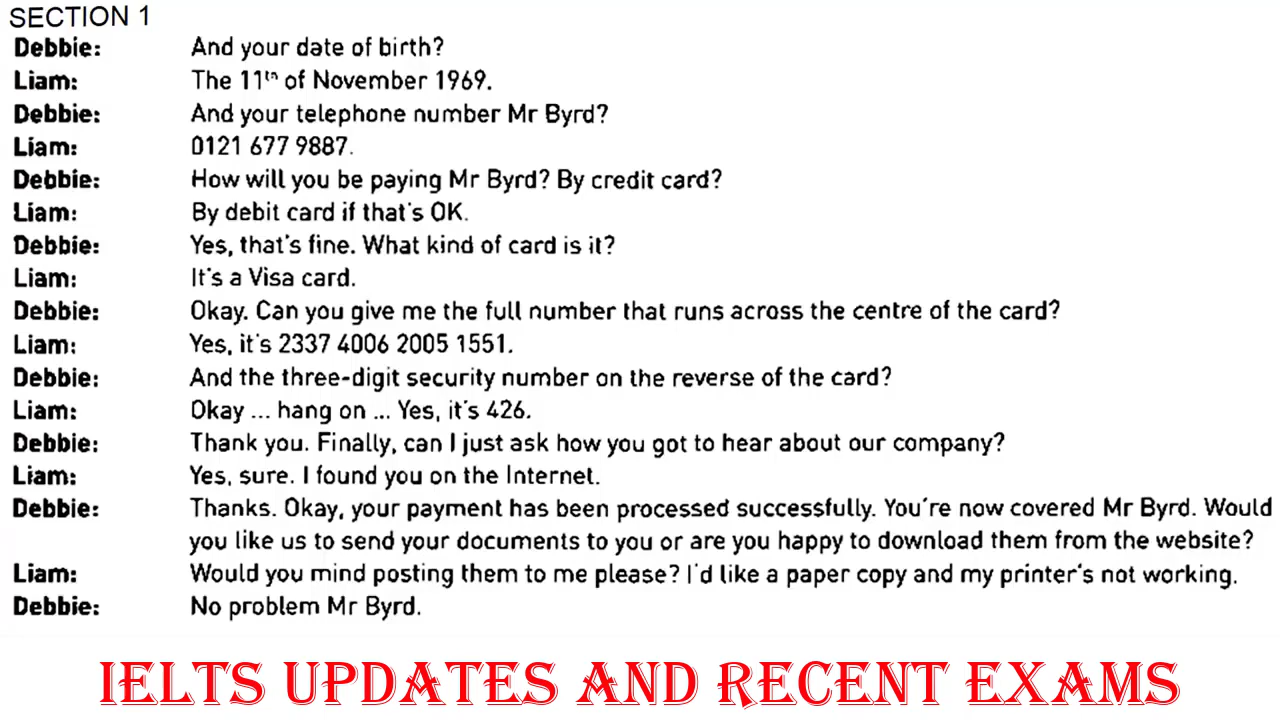 SECTION 1
Debbie: And your date of birth?
Liam: The 11th of November 1969.
Debbie: And your telephone number Mr Byrd?
Liam: 0121 677 9887.
Debbie: How will you be paying Mr Byrd? By credit card?
Liam: By debit card if that's OK.
Debbie: Yes, that's fine. What kind of card is it?
Liam: It's a Visa card.
Debbie: Okay. Can you give me the full number that runs across the centre of the card?
Liam: Yes, it's 2337 4006 2005 1551.
Debbie: And the three-digit security number on the reverse of the card?
Liam: Okay ... hang on ... Yes, it's 426.
Debbie: Thank you. Finally, can I just ask how you got to hear about our company?
Liam: Yes, sure. I found you on the Internet.
Debbie: Thanks. Okay, your payment has been processed successfully. You're now covered Mr Byrd. Would
you like us to send your documents to you or are you happy to download them from the website?
Liam: Would you mind posting them to me please? I'd like a paper copy and my printer's not working.
Debbie: No problem Mr Byrd.
IELTS UPDATES AND RECENT EXAMS